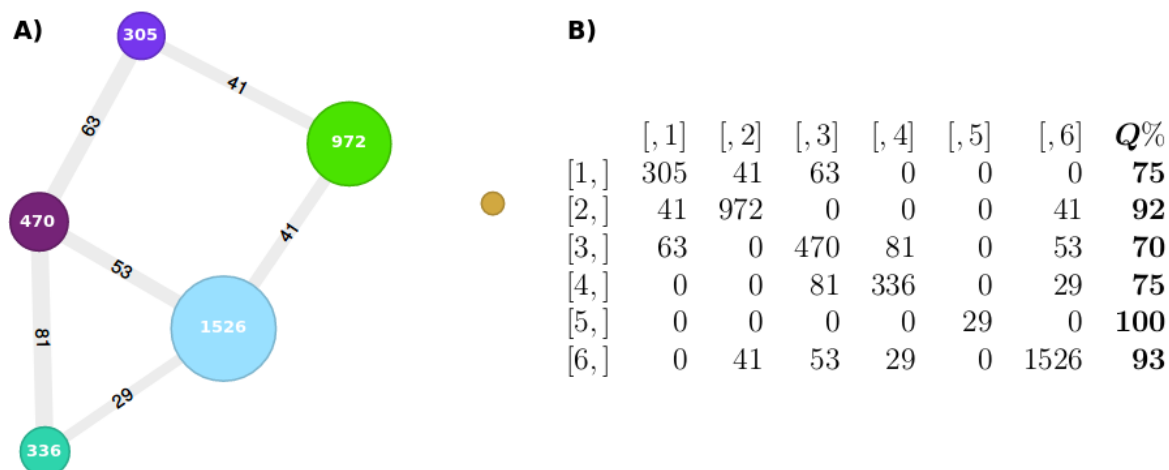 A)
305
41
63
972
470
41
53
1526
81
29
336
B)
[, 1] [, 2] [, 3] [, 4] [, 5] [, 6] Q%
[1, ] 305 41 63 0 0 0 75
[2, ] 41 972 0 0 0 41 92
[3, ] 63 0 470 81 0 53 70
[4, ] 0 0 81 336 0 29 75
[5, ] 0 0 0 0 29 0 100
[6, ] 0 41 53 29 0 1526 93